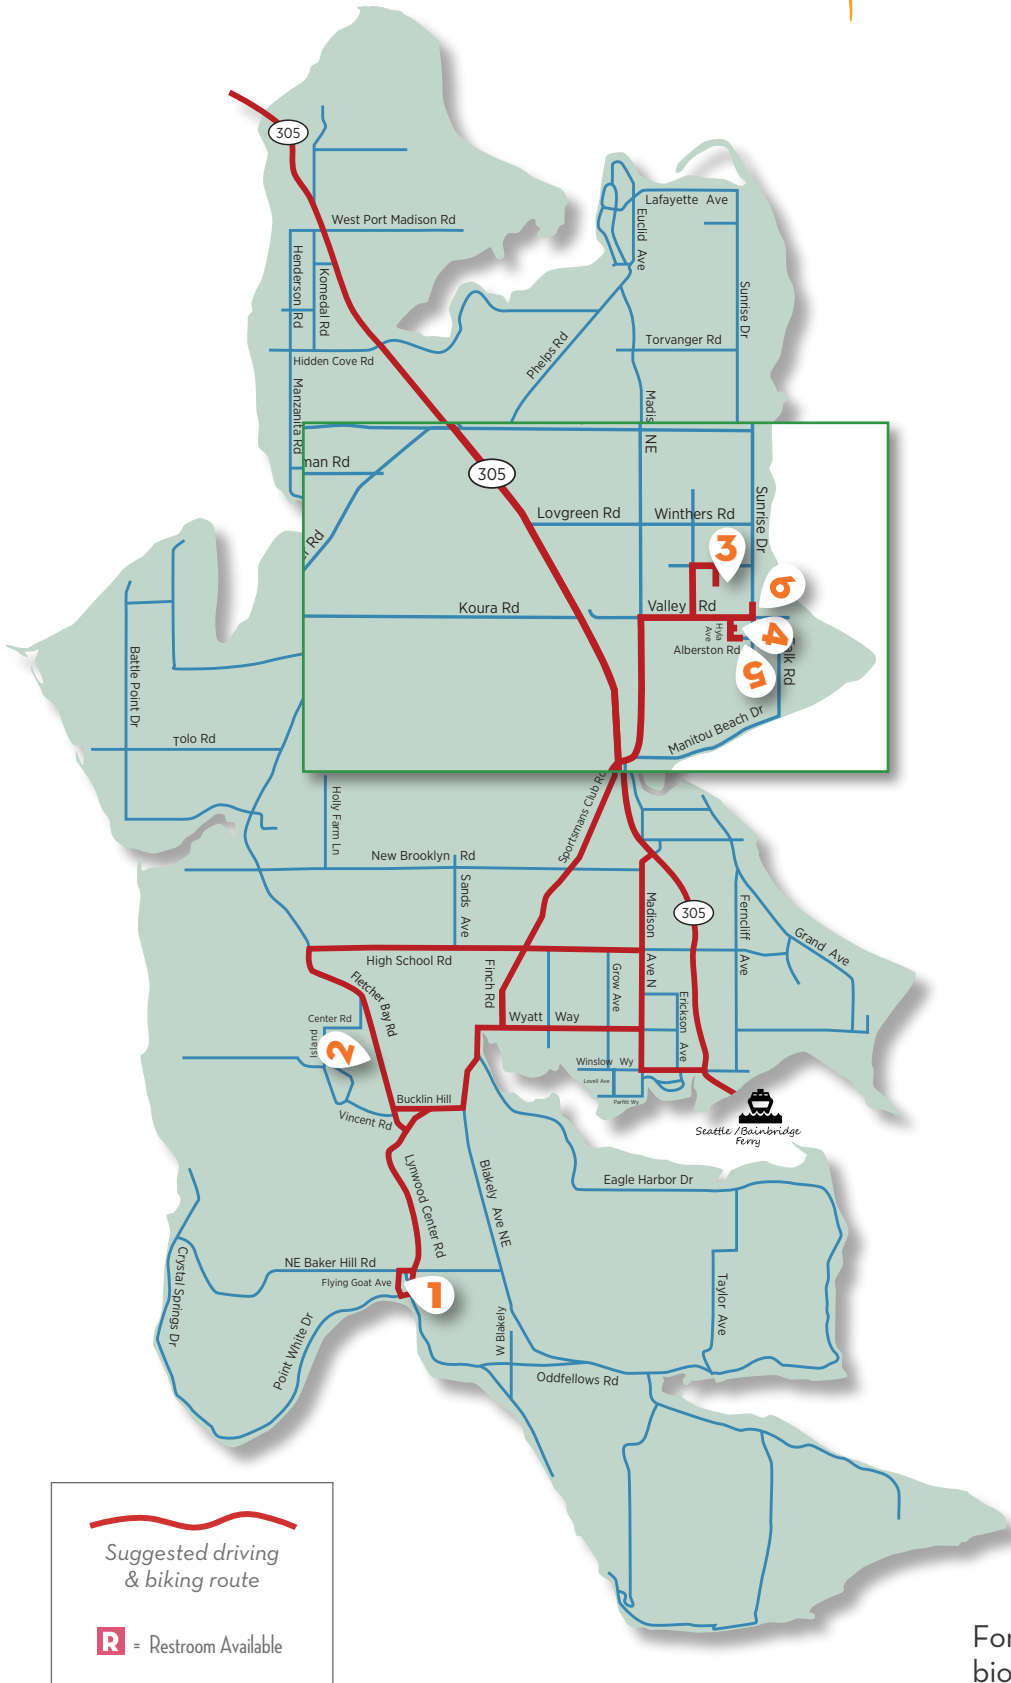 305
West Port Madison Rd
Henderson Rd
Komedal Rd
Hidden Cove Rd
Manzanita Rd
Lafayette Ave
Euclid Ave
Sunrise Dr
Torvanger Rd
Phelps Rd
Madis
NE
man Rd
305
Lovgreen Rd
Winthers Rd
Sunrise Dr
3
r Rd
6
Koura Rd
Valley Rd
Hyla Ave
4
Alberston Rd
alk Rd
5
Manitou Beach Dr
Battle Point Dr
Tolo Rd
Holly Farm Ln
Sportsmans Club Rd
New Brooklyn Rd
Sands Ave
Madison Ave N
305
Ferncliff Ave
Grand Ave
High School Rd
Finch Rd
Grow Ave
Fletcher Bay Rd
Erickson Ave
Center Rd
Island
Wyatt Way
2
Winslow Wy
Lovell Ave
Parfitt Wy
Bucklin Hill
Vincent Rd
Seattle/Bainbridge
Ferry
Lynwood Center Rd
Blakely Ave NE
Eagle Harbor Dr
Crystal Springs Dr
NE Baker Hill Rd
Flying Goat Ave
1
Taylor Ave
Point White Dr
W Blakely
Oddfellows Rd
Suggested driving
& biking route
R = Restroom Available
For
bio